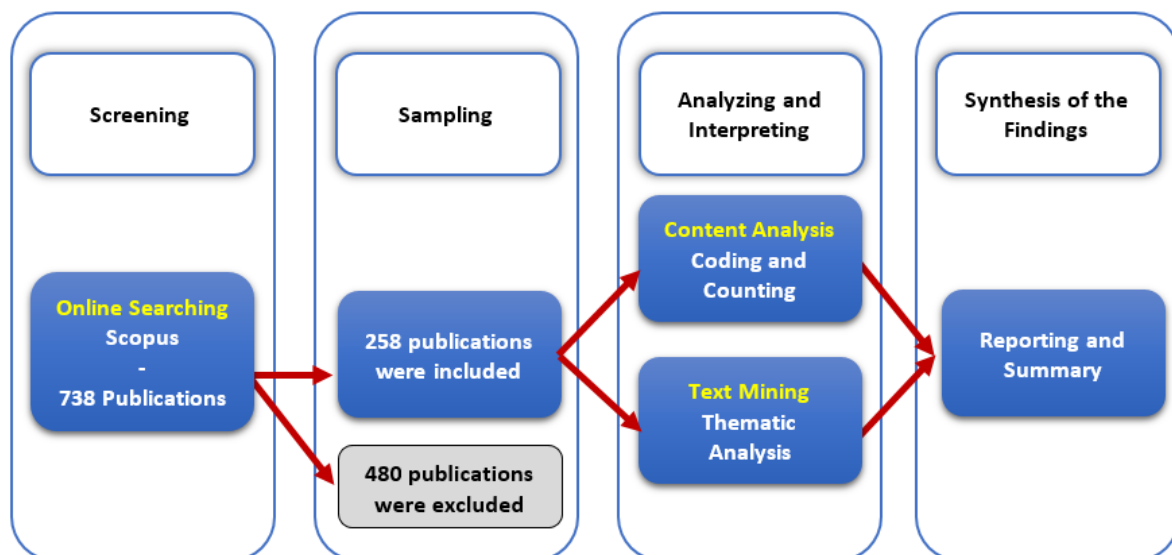 Screening
Online Searching
Scopus
-
738 Publications
Sampling
258 publications
were included
480 publications
were excluded
Analyzing and
Interpreting
Content Analysis
Coding and
Counting
Text Mining
Thematic
Analysis
Synthesis of the
Findings
Reporting and
Summary